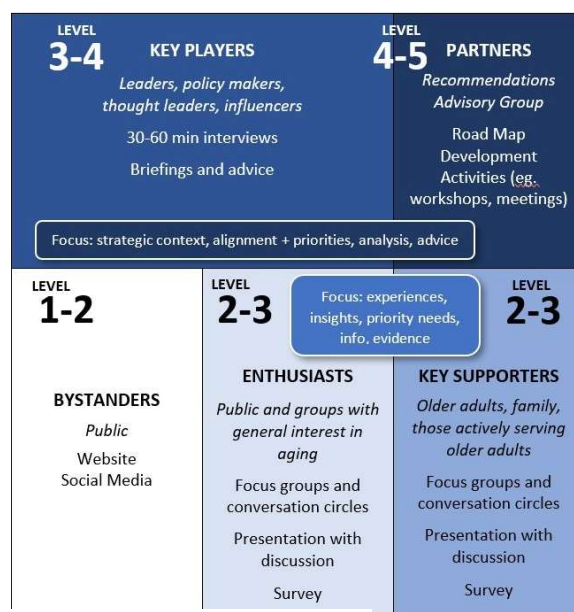 LEVEL
3-4
KEY PLAYERS
Leaders, policy makers,
thought leaders, influencers
30-60 min interviews
Briefings and advice
LEVEL
4-5
PARTNERS
Recommendations
Advisory Group
Road Map
Development
Activities (eg.
workshops, meetings)
Focus: strategic context, alignment + priorities, analysis, advice
LEVEL
1-2
BYSTANDERS
Public
Website
Social Media
LEVEL
2-3
Focus: experiences,
insights, priority needs,
info, evidence
ENTHUSIASTS
Public and groups with
general interest in
aging
Focus groups and
conversation circles
Presentation with
discussion
Survey
LEVEL
2-3
KEY SUPPORTERS
Older adults, family,
those actively serving
older adults
Focus groups and
conversation circles
Presentation with
discussion
Survey